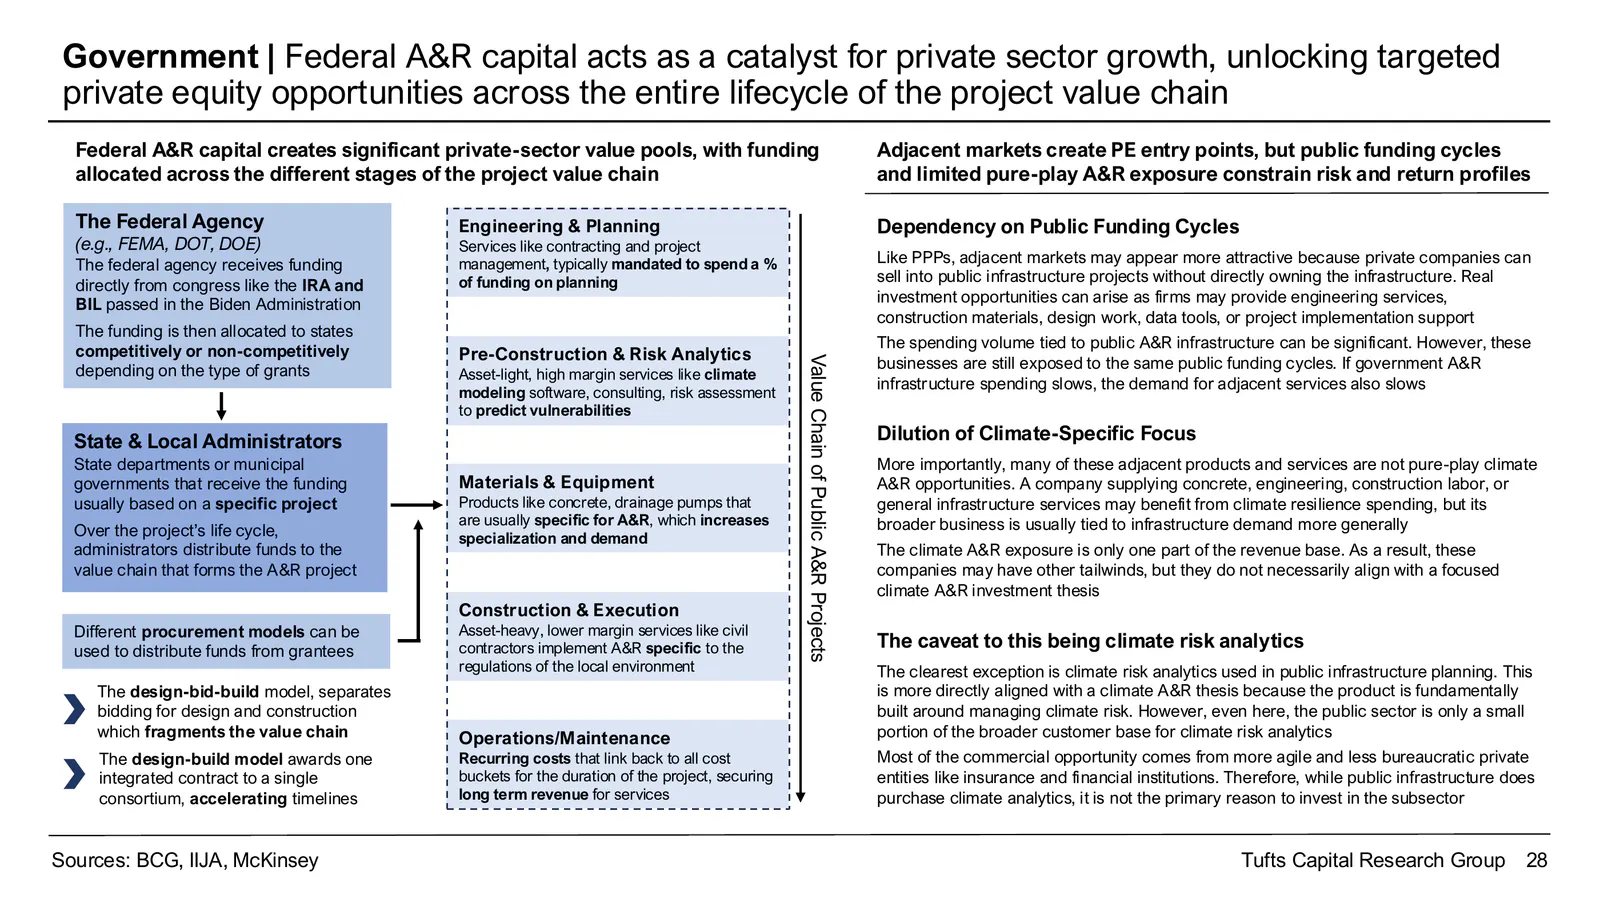 Government | Federal A&R capital acts as a catalyst for private sector growth, unlocking targeted
private equity opportunities across the entire lifecycle of the project value chain
Federal A&R capital creates significant private-sector value pools, with funding
allocated across the different stages of the project value chain
The Federal Agency
(e.g., FEMA, DOT, DOE)
The federal agency receives funding
directly from congress like the IRA and
BIL passed in the Biden Administration
The funding is then allocated to states
competitively or non-competitively
depending on the type of grants
State & Local Administrators
State departments or municipal
governments that receive the funding
usually based on a specific project
Over the project's life cycle,
administrators distribute funds to the
value chain that forms the A&R project
Different procurement models can be
used to distribute funds from grantees
The design-bid-build model, separates
bidding for design and construction
which fragments the value chain
The design-build model awards one
integrated contract to a single
consortium, accelerating timelines
Engineering & Planning
Services like contracting and project
management, typically mandated to spend a %
of funding on planning
Pre-Construction & Risk Analytics
Asset-light, high margin services like climate
modeling software, consulting, risk assessment
to predict vulnerabilities
Materials & Equipment
Products like concrete, drainage pumps that
are usually specific for A&R, which increases
specialization and demand
Construction & Execution
Asset-heavy, lower margin services like civil
contractors implement A&R specific to the
regulations of the local environment
Operations/Maintenance
Recurring costs that link back to all cost
buckets for the duration of the project, securing
long term revenue for services
Value Chain of Public A&R Projects
Adjacent markets create PE entry points, but public funding cycles
and limited pure-play A&R exposure constrain risk and return profiles
Dependency on Public Funding Cycles
Like PPPs, adjacent markets may appear more attractive because private companies can
sell into public infrastructure projects without directly owning the infrastructure. Real
investment opportunities can arise as firms may provide engineering services,
construction materials, design work, data tools, or project implementation support
The spending volume tied to public A&R infrastructure can be significant. However, these
businesses are still exposed to the same public funding cycles. If government A&R
infrastructure spending slows, the demand for adjacent services also slows
Dilution of Climate-Specific Focus
More importantly, many of these adjacent products and services are not pure-play climate
A&R opportunities. A company supplying concrete, engineering, construction labor, or
general infrastructure services may benefit from climate resilience spending, but its
broader business is usually tied to infrastructure demand more generally
The climate A&R exposure is only one part of the revenue base. As a result, these
companies may have other tailwinds, but they do not necessarily align with a focused
climate A&R investment thesis
The caveat to this being climate risk analytics
The clearest exception is climate risk analytics used in public infrastructure planning. This
is more directly aligned with a climate A&R thesis because the product is fundamentally
built around managing climate risk. However, even here, the public sector is only a small
portion of the broader customer base for climate risk analytics
Most of the commercial opportunity comes from more agile and less bureaucratic private
entities like insurance and financial institutions. Therefore, while public infrastructure does
purchase climate analytics, it is not the primary reason to invest in the subsector
Sources: BCG, IIJA, McKinsey
Tufts Capital Research Group 28